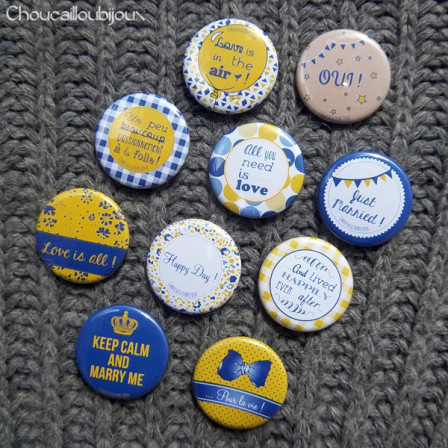 Choucailloubijoux
Love is
in the
air !
OUI !
Un peu
beaucoup
passionnément
à la folie !
All you
need
is
love
Just
Married !
Love is all !
Happy Day !
And Lived
HAPPILY
EVER after
KEEP CALM
AND
MARRY ME
... Pour la vie !